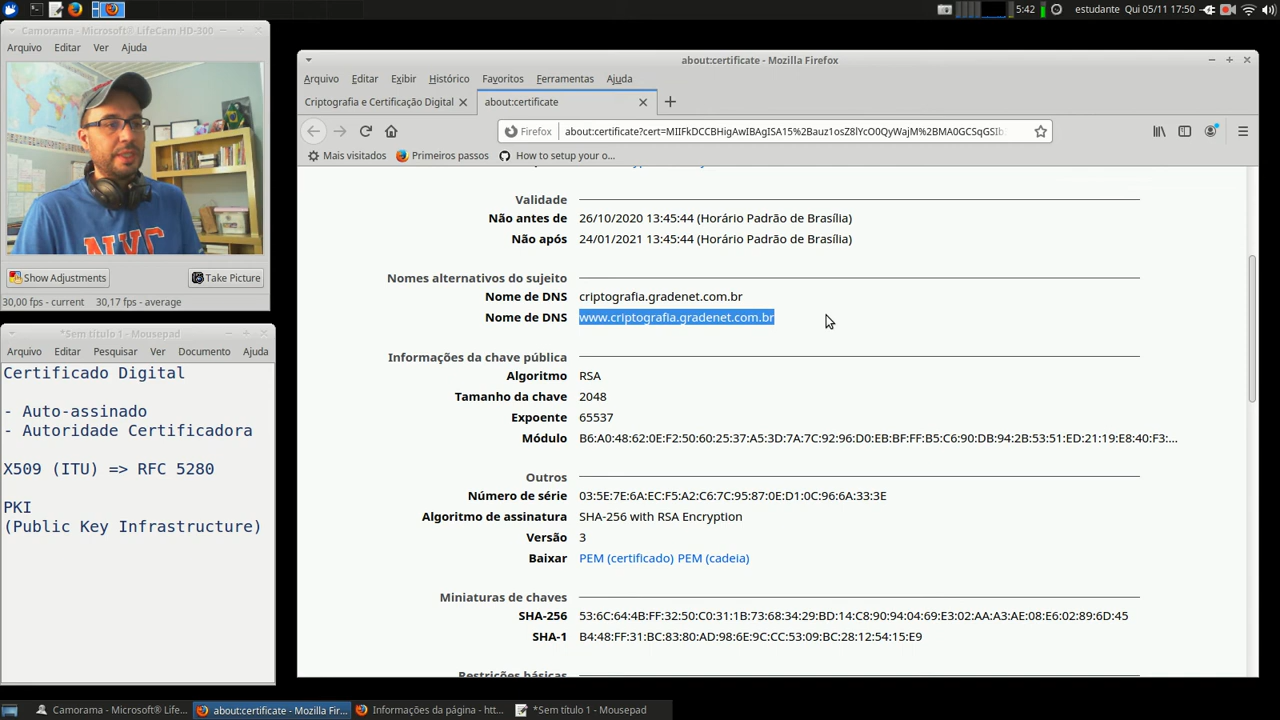 5:42 estudante Qui 05/11 17:50
Camorama - Microsoft® LifeCam HD-300
Arquivo Editar Ver Ajuda
NYC
Show Adjustments Take Picture
30,00 fps - current 30,17 fps - average
*Sem título 1 - Mousepad
Arquivo Editar Pesquisar Ver Documento Ajuda
Certificado Digital
- Auto-assinado
- Autoridade Certificadora
X509 (ITU) => RFC 5280
PKI
(Public Key Infrastructure)
about:certificate - Mozilla Firefox
Arquivo Editar Exibir Histórico Favoritos Ferramentas Ajuda
Criptografia e Certificação Digital about:certificate
Firefox about:certificate?cert=MIIFkDCCBHigAwIBAgISA15%2Bauz1osZ8lYcO0QyWajM%2BMA0GCSqGSIb
Mais visitados Primeiros passos How to setup your o...
Validade
Não antes de 26/10/2020 13:45:44 (Horário Padrão de Brasília)
Não após 24/01/2021 13:45:44 (Horário Padrão de Brasília)
Nomes alternativos do sujeito
Nome de DNS criptografia.gradenet.com.br
Nome de DNS www.criptografia.gradenet.com.br
Informações da chave pública
Algoritmo RSA
Tamanho da chave 2048
Expoente 65537
Módulo B6:A0:48:62:0E:F2:50:60:25:37:A5:3D:7A:7C:92:96:D0:EB:BF:FF:B5:C6:90:DB:94:2B:53:51:ED:21:19:E8:40:F3:...
Outros
Número de série 03:5E:7E:6A:EC:F5:A2:C6:7C:95:87:0E:D1:0C:96:6A:33:3E
Algoritmo de assinatura SHA-256 with RSA Encryption
Versão 3
Baixar PEM (certificado) PEM (cadeia)
Miniaturas de chaves
SHA-256 53:6C:64:4B:FF:32:50:C0:31:1B:73:68:34:29:BD:14:C8:90:94:04:69:E3:02:AA:A3:AE:08:E6:02:89:6D:45
SHA-1 B4:48:FF:31:BC:83:80:AD:98:6E:9C:CC:53:09:BC:28:12:54:15:E9
Restrições básicas
Camorama - Microsoft® Life... about:certificate - Mozilla Fir... Informações da página - htt... *Sem título 1 - Mousepad